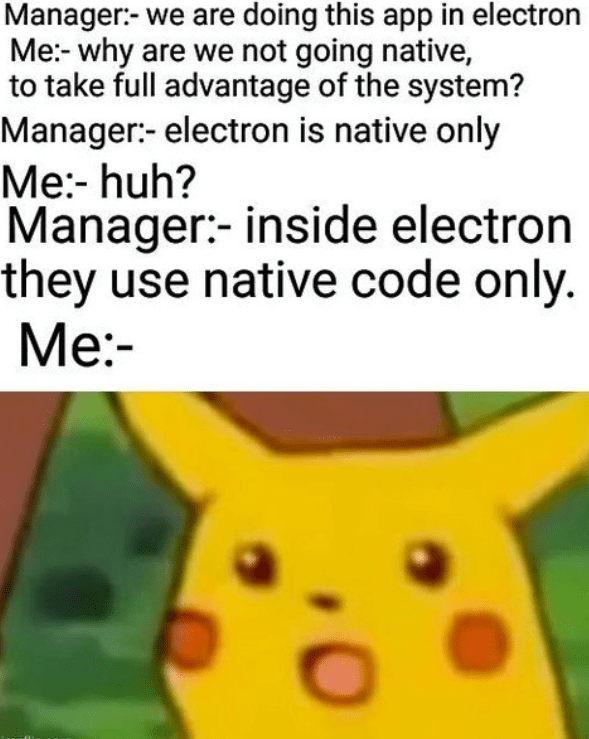 Manager:- we are doing this app in electron
Me:- why are we not going native,
to take full advantage of the system?
Manager:- electron is native only
Me:- huh?
Manager:- inside electron
they use native code only.
Me:-